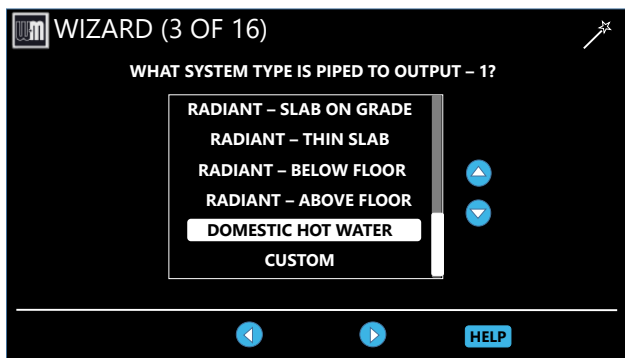 wm WIZARD (3 OF 16)
WHAT SYSTEM TYPE IS PIPED TO OUTPUT – 1?
RADIANT – SLAB ON GRADE
RADIANT – THIN SLAB
RADIANT – BELOW FLOOR
RADIANT – ABOVE FLOOR
DOMESTIC HOT WATER
CUSTOM
HELP